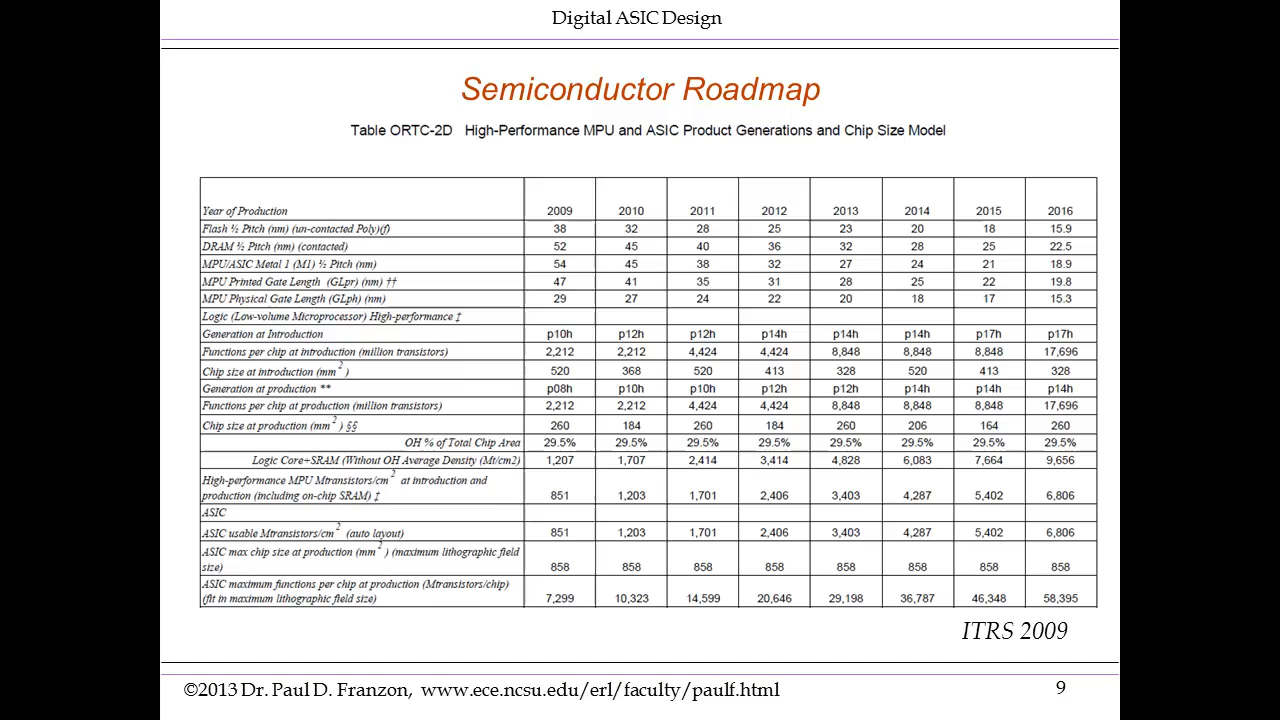 Digital ASIC Design
Semiconductor Roadmap
Table ORTC-2D High-Performance MPU and ASIC Product Generations and Chip Size Model
Year of Production 2009 2010 2011 2012 2013 2014 2015 2016
Flash ½ Pitch (nm) (un-contacted Poly)(f) 38 32 28 25 23 20 18 15.9
DRAM ½ Pitch (nm) (contacted) 52 45 40 36 32 28 25 22.5
MPU/ASIC Metal 1 (M1) ½ Pitch (nm) 54 45 38 32 27 24 21 18.9
MPU Printed Gate Length (GLpr) (nm) †† 47 41 35 31 28 25 22 19.8
MPU Physical Gate Length (GLph) (nm) 29 27 24 22 20 18 17 15.3
Logic (Low-volume Microprocessor) High-performance ‡
Generation at Introduction p10h p12h p12h p14h p14h p14h p17h p17h
Functions per chip at introduction (million transistors) 2,212 2,212 4,424 4,424 8,848 8,848 8,848 17,696
Chip size at introduction (mm²) 520 368 520 413 328 520 413 328
Generation at production ** p08h p10h p10h p12h p12h p14h p14h p14h
Functions per chip at production (million transistors) 2,212 2,212 4,424 4,424 8,848 8,848 8,848 17,696
Chip size at production (mm²) §§ 260 184 260 184 260 206 164 260
OH % of Total Chip Area 29.5% 29.5% 29.5% 29.5% 29.5% 29.5% 29.5% 29.5%
Logic Core+SRAM (Without OH Average Density (Mt/cm2) 1,207 1,707 2,414 3,414 4,828 6,083 7,664 9,656
High-performance MPU Mtransistors/cm² at introduction and
production (including on-chip SRAM) ‡ 851 1,203 1,701 2,406 3,403 4,287 5,402 6,806
ASIC
ASIC usable Mtransistors/cm² (auto layout) 851 1,203 1,701 2,406 3,403 4,287 5,402 6,806
ASIC max chip size at production (mm²) (maximum lithographic field
size) 858 858 858 858 858 858 858 858
ASIC maximum functions per chip at production (Mtransistors/chip)
(fit in maximum lithographic field size) 7,299 10,323 14,599 20,646 29,198 36,787 46,348 58,395
ITRS 2009
©2013 Dr. Paul D. Franzon, www.ece.ncsu.edu/erl/faculty/paulf.html
9